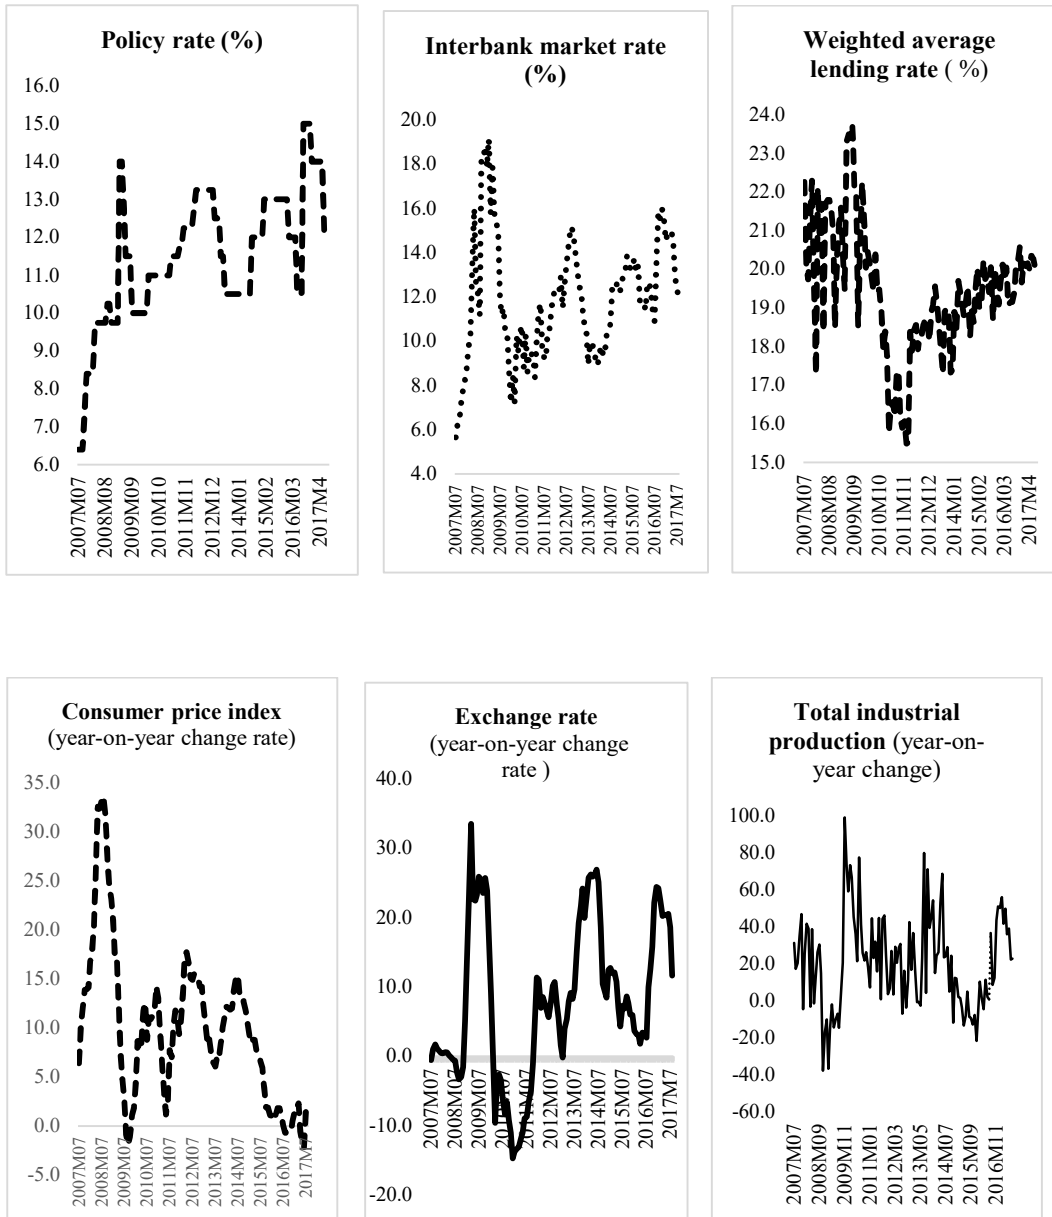 Policy rate (%)
16.0
15.0
14.0
13.0
12.0
11.0
10.0
9.0
8.0
7.0
6.0
2007M07
2008M08
2009M09
2010M10
2011M11
2012M12
2014M01
2015M02
2016M03
2017M4
Interbank market rate
(%)
20.0
18.0
16.0
14.0
12.0
10.0
8.0
6.0
4.0
2007M07
2008M07
2009M07
2010M07
2011M07
2012M07
2013M07
2014M07
2015M07
2016M07
2017M7
Weighted average
lending rate ( %)
24.0
23.0
22.0
21.0
20.0
19.0
18.0
17.0
16.0
15.0
2007M07
2008M08
2009M09
2010M10
2011M11
2012M12
2014M01
2015M02
2016M03
2017M4
Consumer price index
(year-on-year change rate)
35.0
30.0
25.0
20.0
15.0
10.0
5.0
0.0
-5.0
2007M07
2008M07
2009M07
2010M07
2011M07
2012M07
2013M07
2014M07
2015M07
2016M07
2017M7
Exchange rate
(year-on-year change
rate )
40.0
30.0
20.0
10.0
0.0
-10.0
-20.0
2007M07
2008M07
2009M07
2010M07
2011M07
2012M07
2013M07
2014M07
2015M07
2016M07
2017M7
Total industrial
production (year-on-
year change)
100.0
80.0
60.0
40.0
20.0
0.0
-20.0
-40.0
-60.0
2007M07
2008M09
2009M11
2011M01
2012M03
2013M05
2014M07
2015M09
2016M11